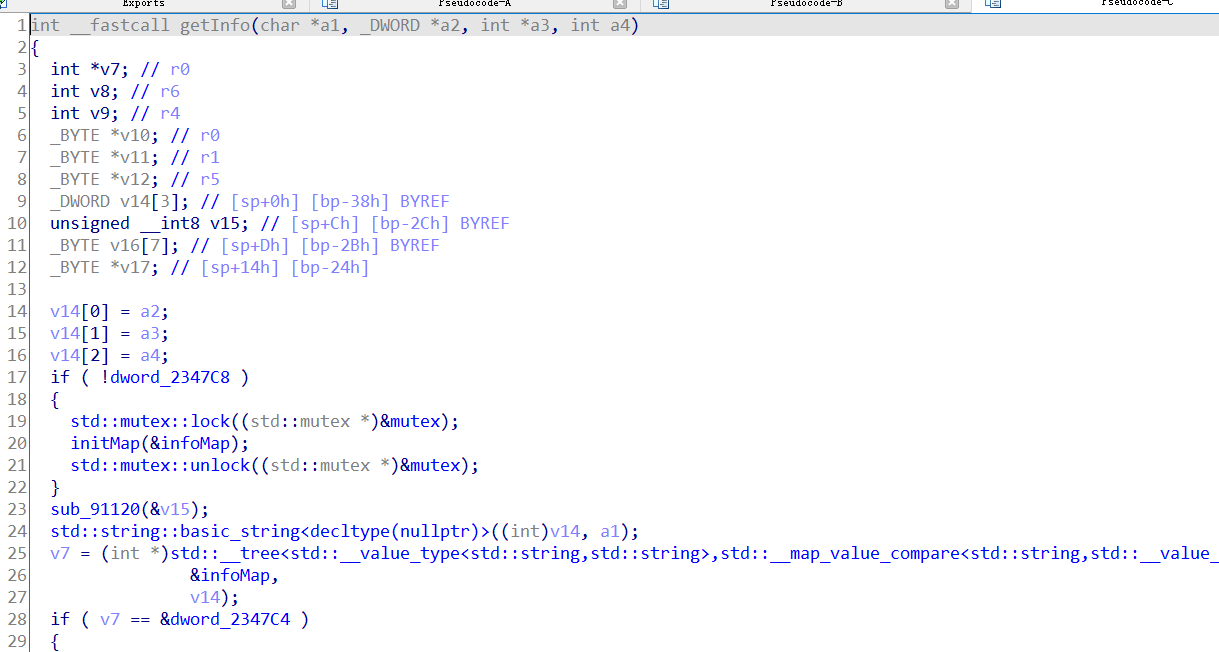 Exports Pseudocode-A Pseudocode-B Pseudocode-C
1 int __fastcall getInfo(char *a1, _DWORD *a2, int *a3, int a4)
2 {
3 int *v7; // r0
4 int v8; // r6
5 int v9; // r4
6 _BYTE *v10; // r0
7 _BYTE *v11; // r1
8 _BYTE *v12; // r5
9 _DWORD v14[3]; // [sp+0h] [bp-38h] BYREF
10 unsigned __int8 v15; // [sp+Ch] [bp-2Ch] BYREF
11 _BYTE v16[7]; // [sp+Dh] [bp-2Bh] BYREF
12 _BYTE *v17; // [sp+14h] [bp-24h]
13
14 v14[0] = a2;
15 v14[1] = a3;
16 v14[2] = a4;
17 if ( !dword_2347C8 )
18 {
19 std::mutex::lock((std::mutex *)&mutex);
20 initMap(&infoMap);
21 std::mutex::unlock((std::mutex *)&mutex);
22 }
23 sub_91120(&v15);
24 std::string::basic_string<decltype(nullptr)>((int)v14, a1);
25 v7 = (int *)std::__tree<std::__value_type<std::string,std::string>,std::__map_value_compare<std::string,std::__value_
26 &infoMap,
27 v14);
28 if ( v7 == &dword_2347C4 )
29 {